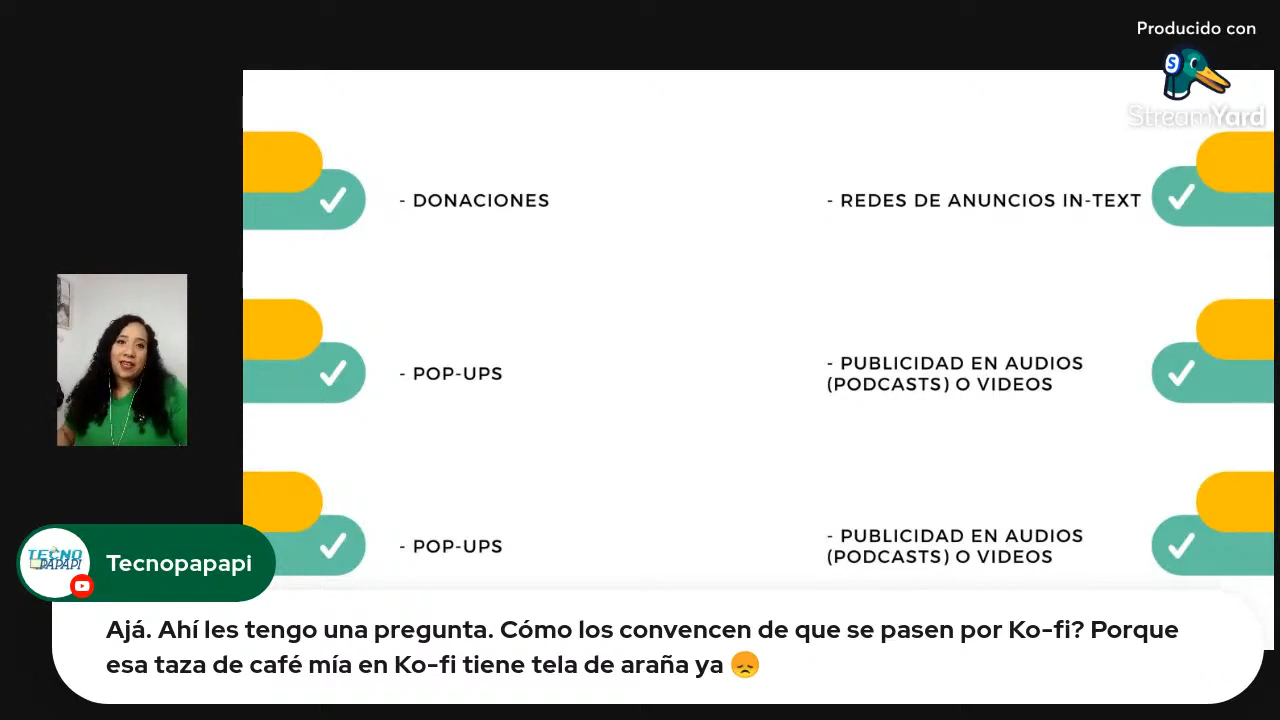 Producido con
StreamYard
- DONACIONES
- REDES DE ANUNCIOS IN-TEXT
- POP-UPS
- PUBLICIDAD EN AUDIOS
(PODCASTS) O VIDEOS
- POP-UPS
- PUBLICIDAD EN AUDIOS
(PODCASTS) O VIDEOS
TECNO
PAPAPI
Tecnopapapi
Ajá. Ahí les tengo una pregunta. Cómo los convencen de que se pasen por Ko-fi? Porque
esa taza de café mía en Ko-fi tiene tela de araña ya 😞